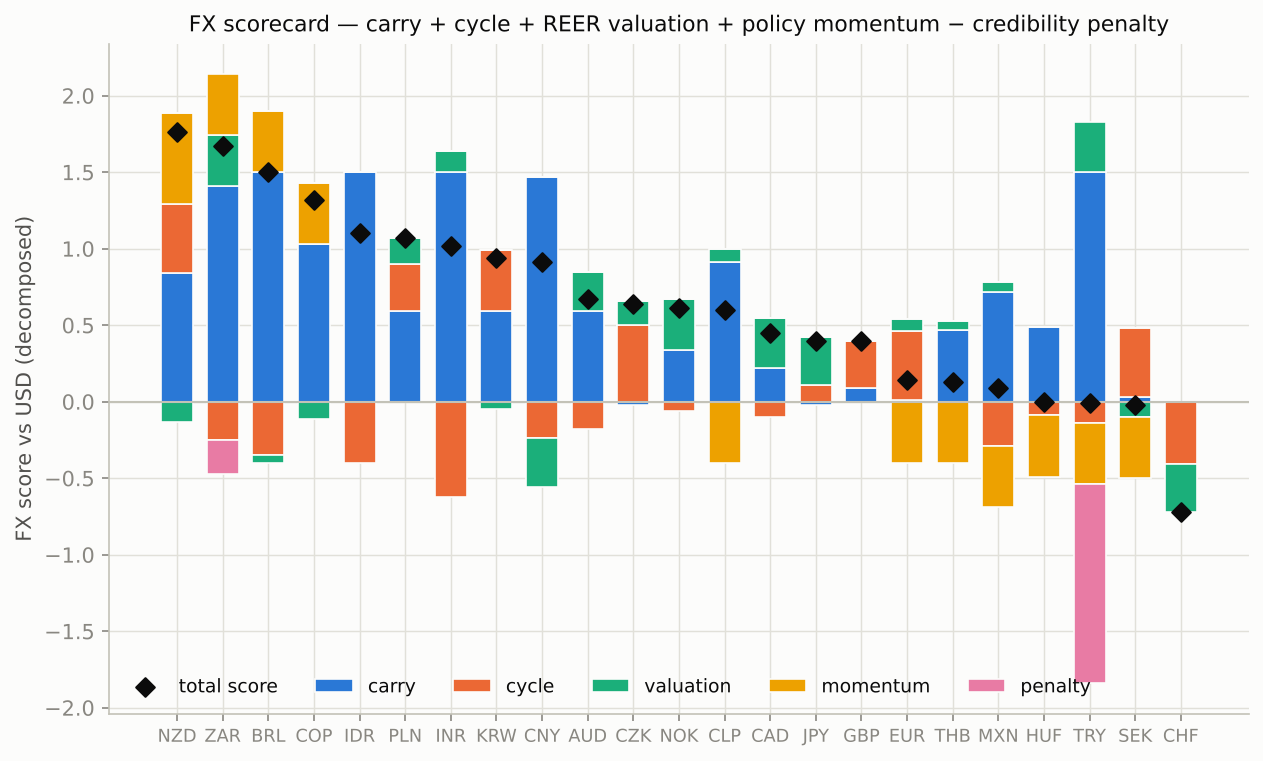 FX scorecard — carry + cycle + REER valuation + policy momentum − credibility penalty
FX score vs USD (decomposed)
2.0
1.5
1.0
0.5
0.0
−0.5
−1.0
−1.5
−2.0
total score carry cycle valuation momentum penalty
NZD ZAR BRL COP IDR PLN INR KRW CNY AUD CZK NOK CLP CAD JPY GBP EUR THB MXN HUF TRY SEK CHF